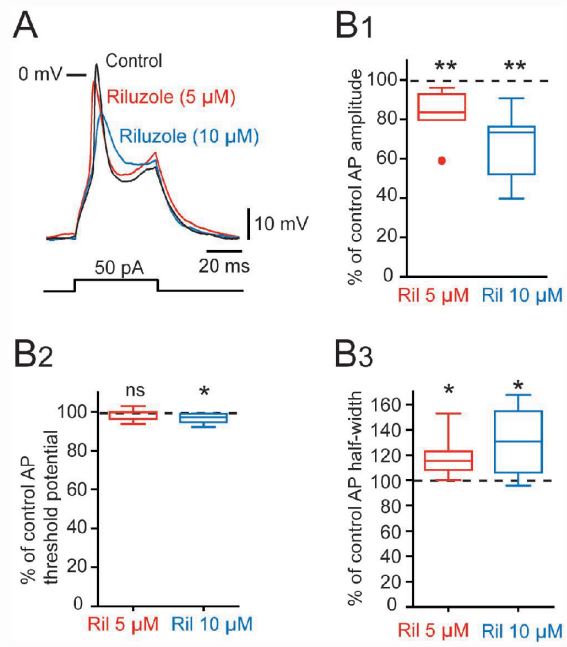 A
Control
0 mV
Riluzole (5 µM)
Riluzole (10 µM)
10 mV
20 ms
50 pA
B1
% of control AP amplitude
100
80
60
40
20
0
** **
Ril 5 µM Ril 10 µM
B2
% of control AP
threshold potential
100
80
60
40
20
0
ns *
Ril 5 µM Ril 10 µM
B3
% of control AP half-width
160
140
120
100
80
60
40
20
0
* *
Ril 5 µM Ril 10 µM